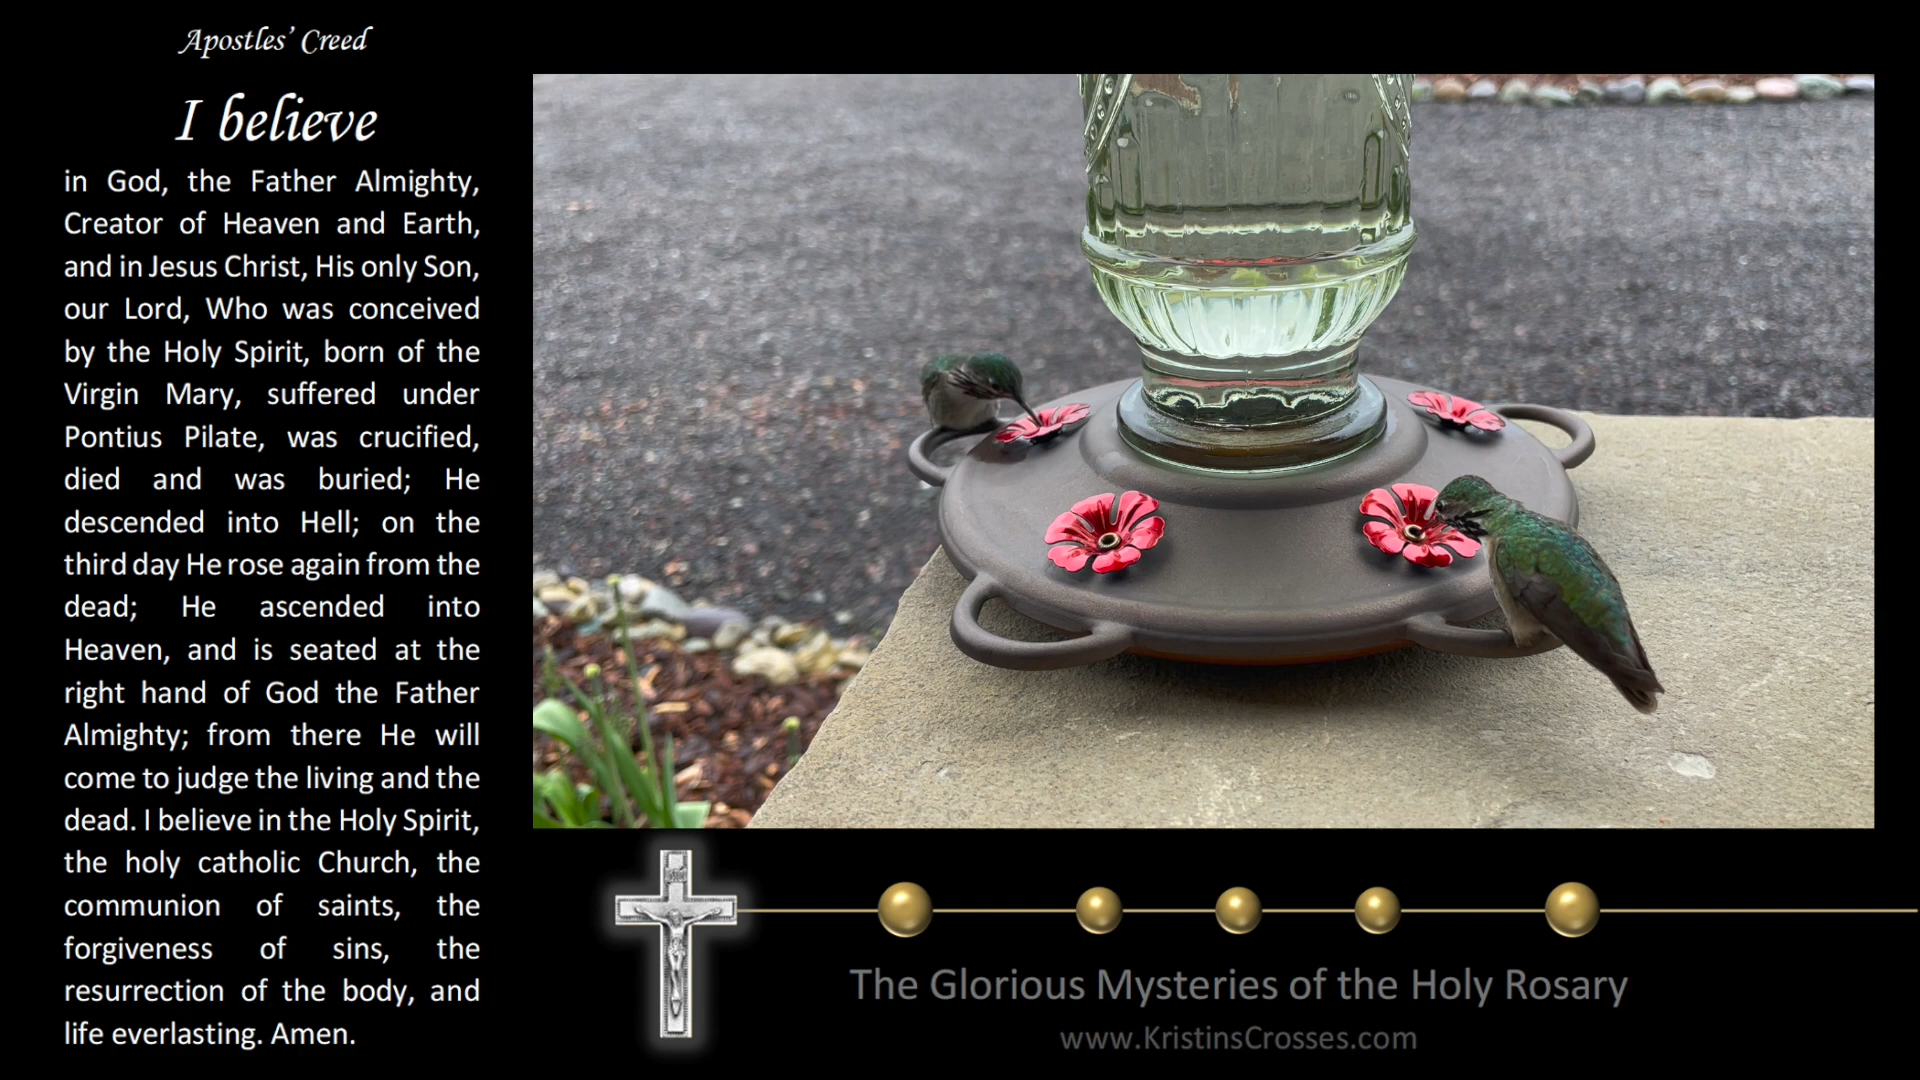 Apostles’ Creed
I believe
in God, the Father Almighty,
Creator of Heaven and Earth,
and in Jesus Christ, His only Son,
our Lord, Who was conceived
by the Holy Spirit, born of the
Virgin Mary, suffered under
Pontius Pilate, was crucified,
died and was buried; He
descended into Hell; on the
third day He rose again from the
dead; He ascended into
Heaven, and is seated at the
right hand of God the Father
Almighty; from there He will
come to judge the living and the
dead. I believe in the Holy Spirit,
the holy catholic Church, the
communion of saints, the
forgiveness of sins, the
resurrection of the body, and
life everlasting. Amen.
The Glorious Mysteries of the Holy Rosary
www.KristinsCrosses.com